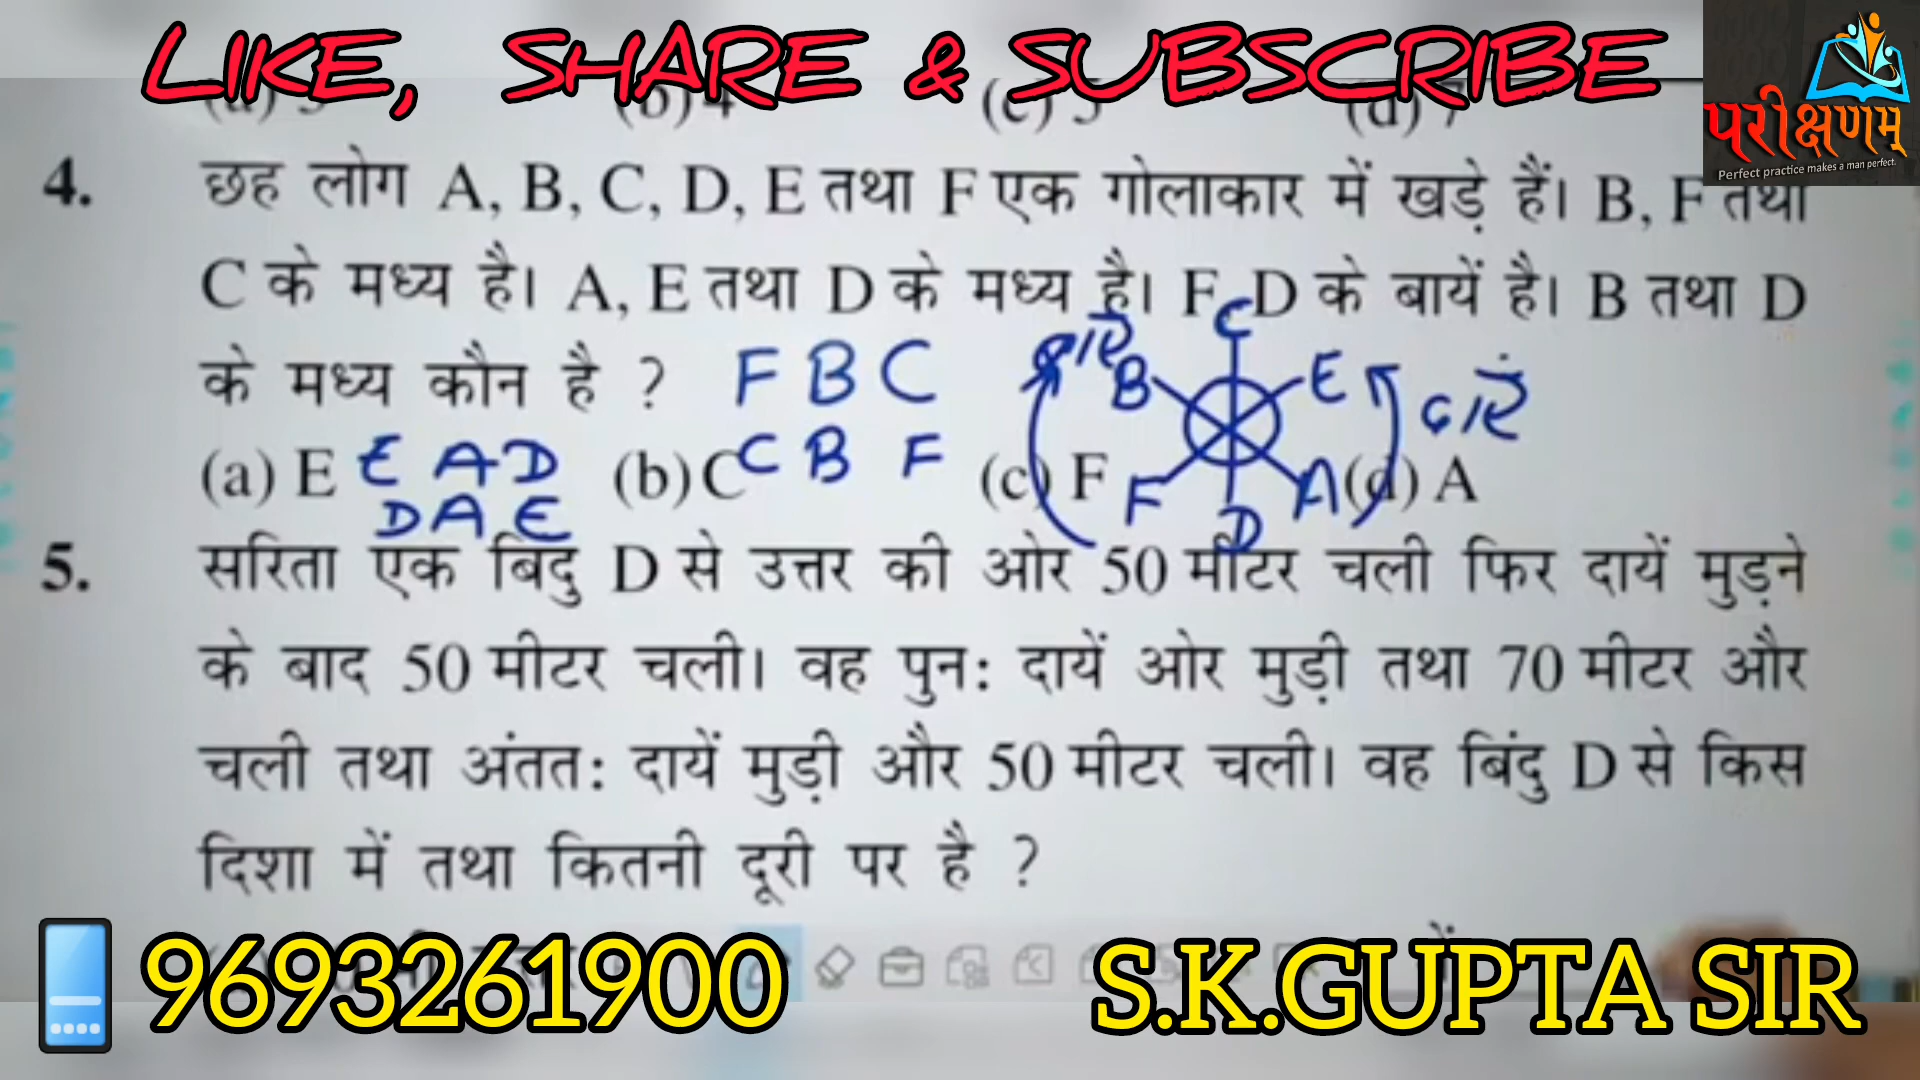 LIKE, SHARE & SUBSCRIBE
परीक्षणम्
Perfect practice makes a man perfect.
4. छह लोग A, B, C, D, E तथा F एक गोलाकार में खड़े हैं। B, F तथा
C के मध्य है। A, E तथा D के मध्य है। F, D के बायें है। B तथा D
के मध्य कौन है ? F B C
C
B E
(a) E E A D (b) C C B F (c) F (d) A
D A E
F D A
5. सरिता एक बिंदु D से उत्तर की ओर 50 मीटर चली फिर दायें मुड़ने
के बाद 50 मीटर चली। वह पुन: दायें ओर मुड़ी तथा 70 मीटर और
चली तथा अंतत: दायें मुड़ी और 50 मीटर चली। वह बिंदु D से किस
दिशा में तथा कितनी दूरी पर है ?
9693261900 S.K.GUPTA SIR